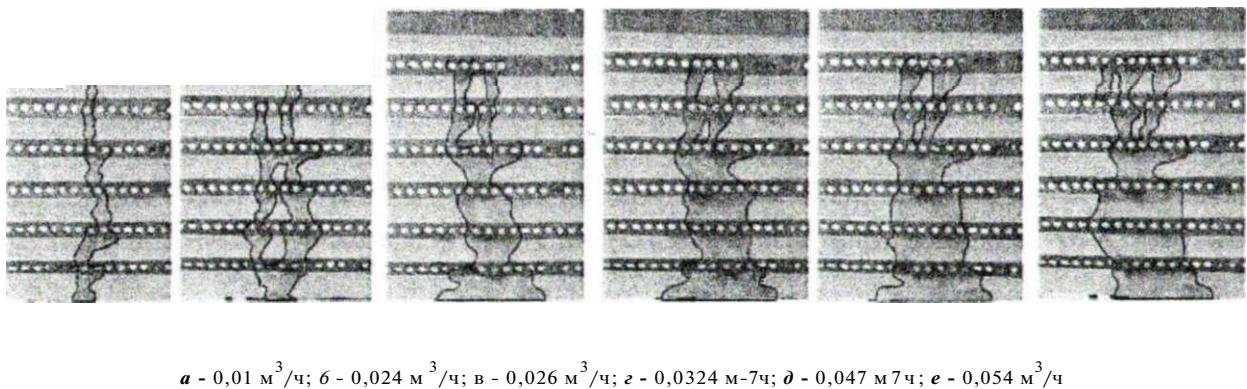 а - 0,01 м³/ч; б - 0,024 м³/ч; в - 0,026 м³/ч; г - 0,0324 м-7ч; д - 0,047 м7ч; е - 0,054 м³/ч